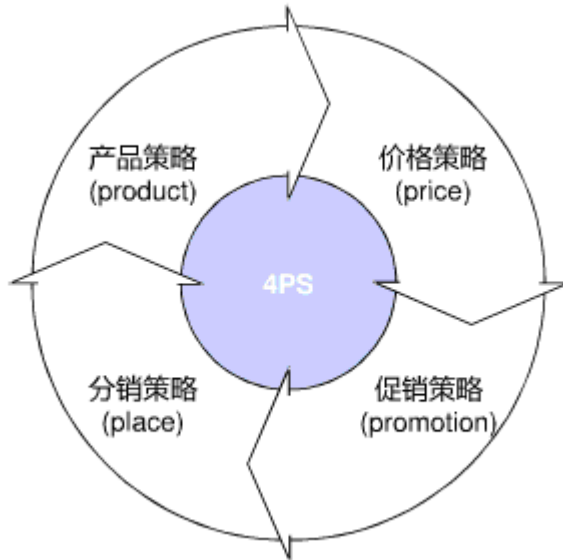 产品策略
(product)
价格策略
(price)
4PS
分销策略
(place)
促销策略
(promotion)